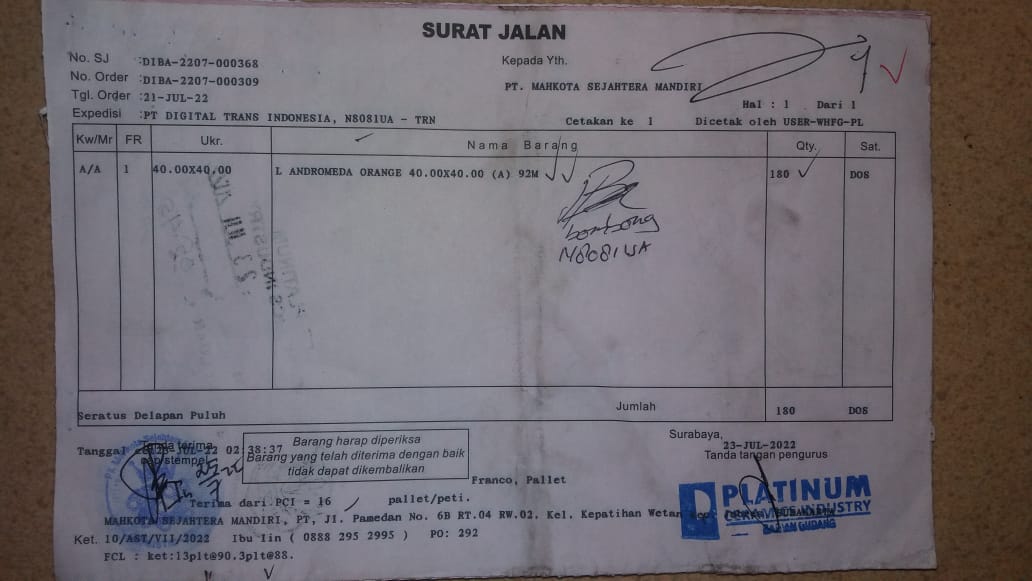 SURAT JALAN
No. SJ :DIBA-2207-000368
Kepada Yth.
No. Order :DIBA-2207-000309
PT. MAHKOTA SEJAHTERA MANDIRI
Tgl. Order :21-JUL-22
Hal : 1 Dari 1
Expedisi :PT DIGITAL TRANS INDONESIA, N8081UA - TRN
Cetakan ke 1 Dicetak oleh USER-WHFG-PL
Kw/Mr FR Ukr. Nama Barang Qty. Sat.
A/A 1 40.00X40.00 L ANDROMEDA ORANGE 40.00X40.00 (A) 92M 180 DOS
bombong
N8081UA
Seratus Delapan Puluh Jumlah 180 DOS
Surabaya,
23-JUL-2022
Tanda tangan pengurus
Tanggal 23-JUL-22 02:38:37
Tanda terima
cap/stempel
Barang harap diperiksa
Barang yang telah diterima dengan baik
tidak dapat dikembalikan
Franco, Pallet
Terima dari PCI = 16 pallet/peti.
PLATINUM
CERAMICS INDUSTRY
SURABAYA
BAGIAN GUDANG
MAHKOTA SEJAHTERA MANDIRI, PT, Jl. Pamedan No. 6B RT.04 RW.02. Kel. Kepatihan Wetan
Ket. 10/AST/VII/2022 Ibu Iin ( 0888 295 2995 ) PO: 292
FCL : ket:13plt@90.3plt@88.